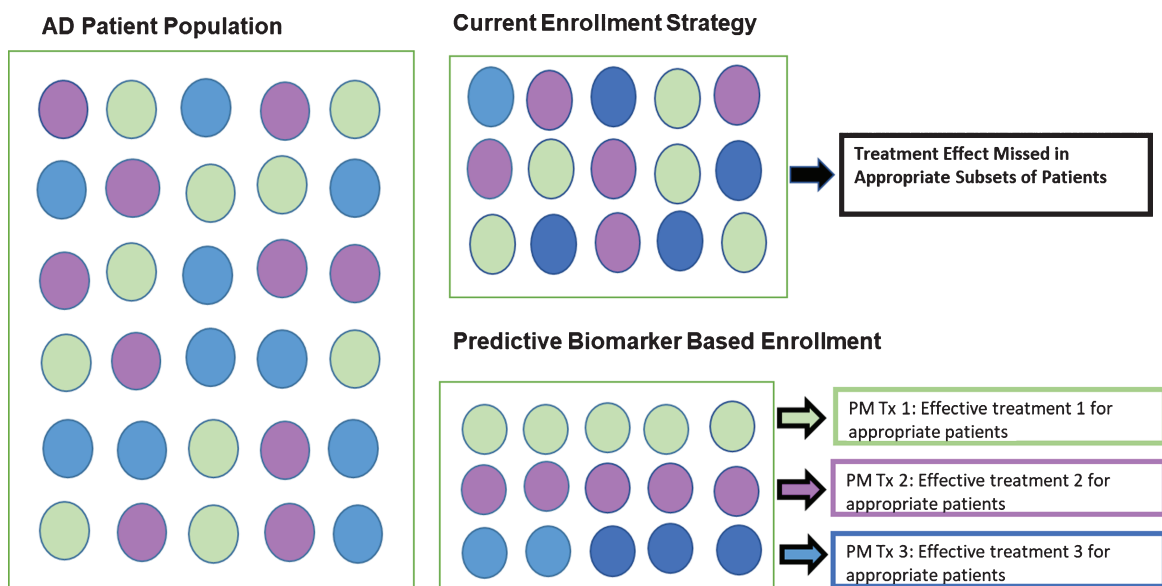 AD Patient Population
Current Enrollment Strategy
Treatment Effect Missed in
Appropriate Subsets of Patients
Predictive Biomarker Based Enrollment
PM Tx 1: Effective treatment 1 for
appropriate patients
PM Tx 2: Effective treatment 2 for
appropriate patients
PM Tx 3: Effective treatment 3 for
appropriate patients